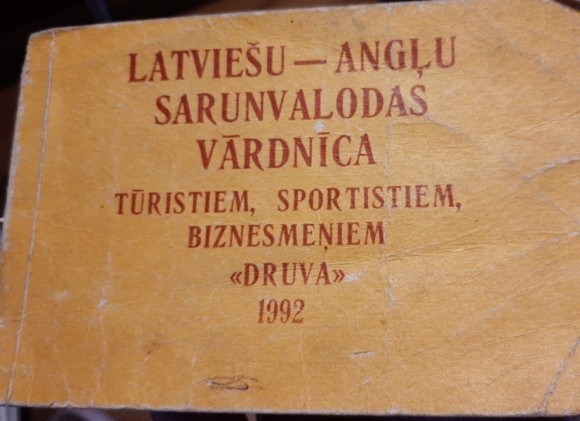 LATVIEŠU — ANGĻU
SARUNVALODAS
VĀRDNĪCA
TŪRISTIEM, SPORTISTIEM,
BIZNESMEŅIEM
«DRUVA»
1992